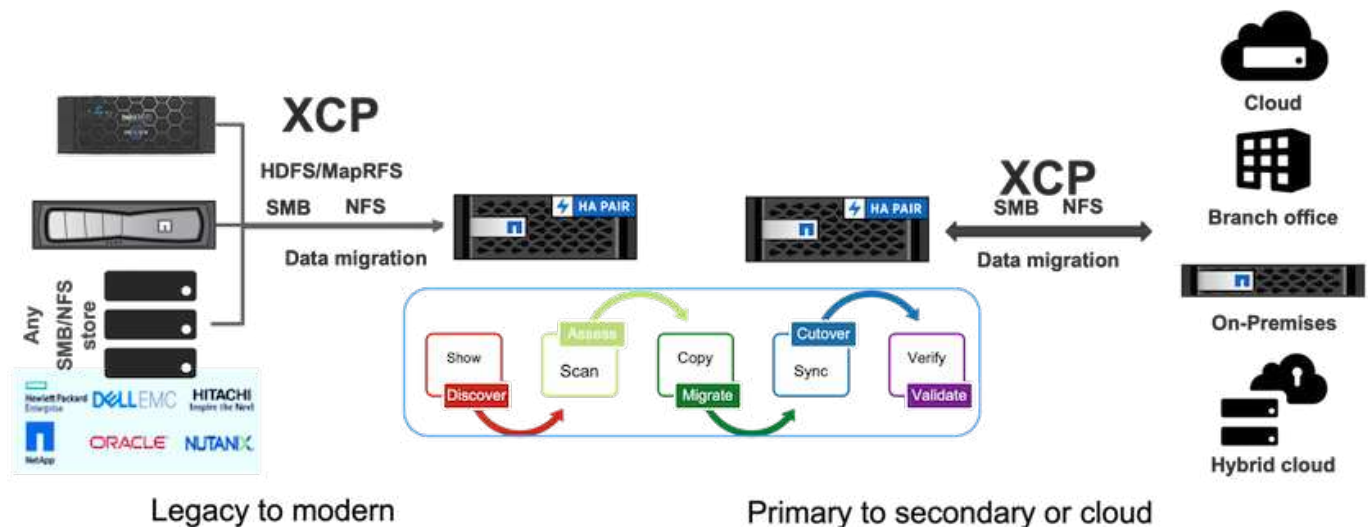 XCP
HDFS/MapRFS
SMB NFS
Data migration
HA PAIR
Any
SMB/NFS
store
Hewlett Packard
Enterprise
DELLEMC
HITACHI
Inspire the Next
NetApp
ORACLE
NUTANIX
Legacy to modern
HA PAIR
XCP
SMB NFS
Data migration
Cloud
Branch office
On-Premises
Hybrid cloud
Show
Discover
Assess
Scan
Copy
Migrate
Cutover
Sync
Verify
Validate
Primary to secondary or cloud